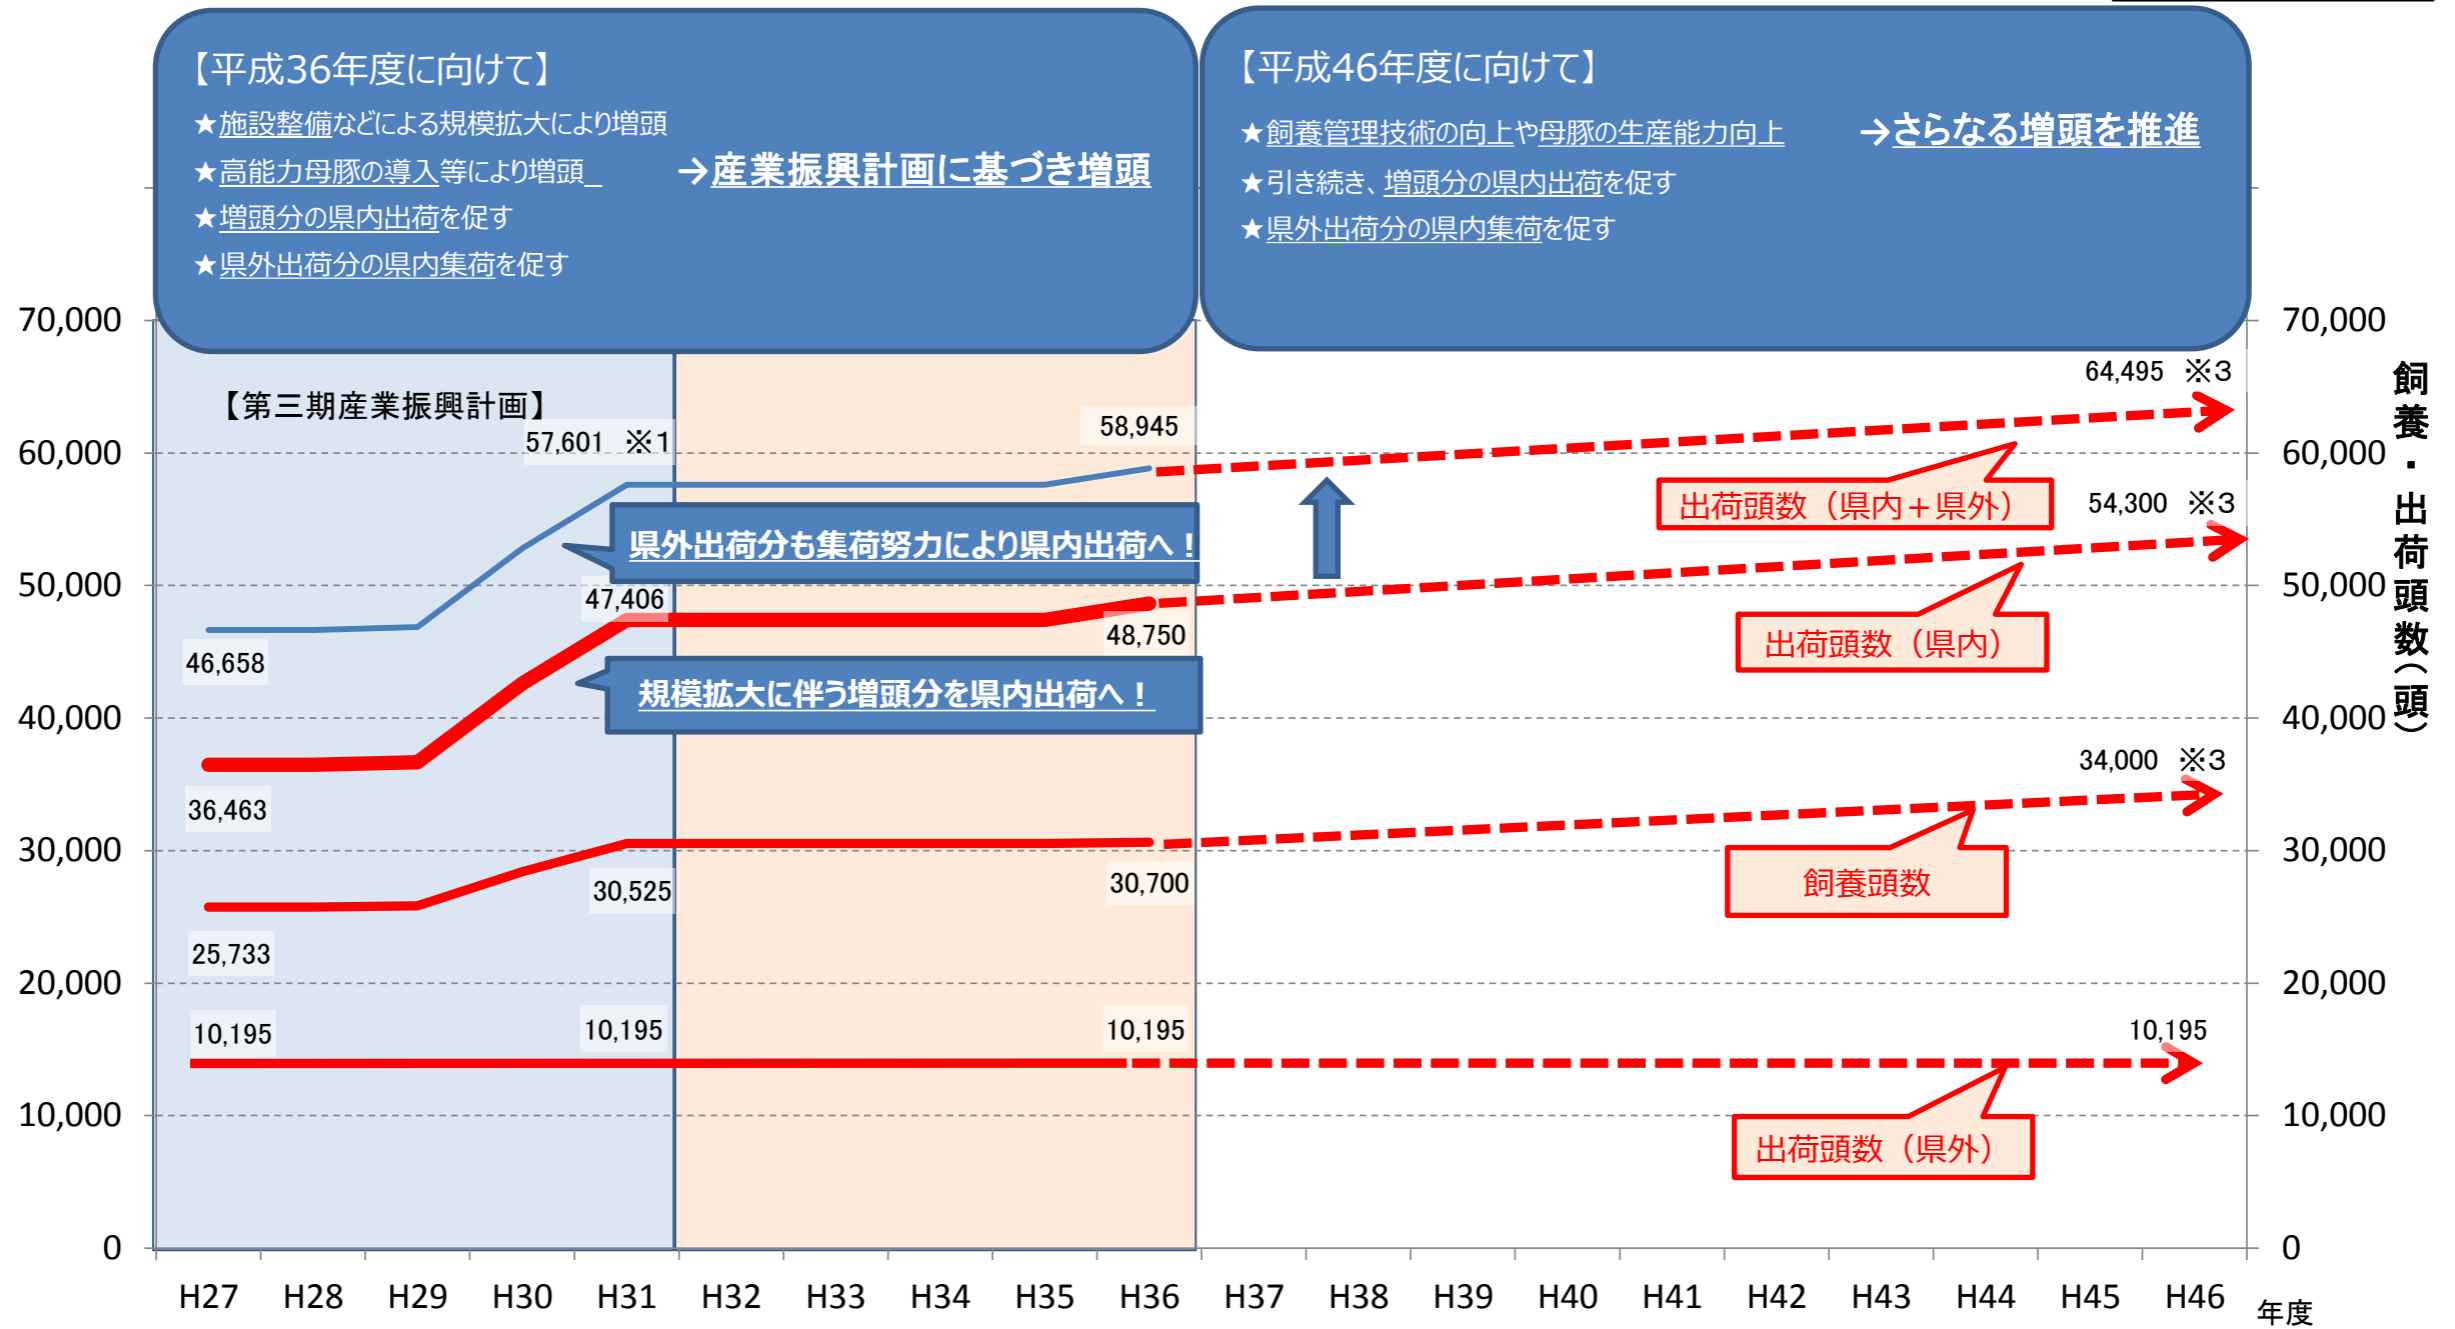 【平成36年度に向けて】
★施設整備などによる規模拡大により増頭
★高能力母豚の導入等により増頭
→産業振興計画に基づき増頭
★増頭分の県内出荷を促す
★県外出荷分の県内集荷を促す
【平成46年度に向けて】
★飼養管理技術の向上や母豚の生産能力向上
→さらなる増頭を推進
★引き続き、増頭分の県内出荷を促す
★県外出荷分の県内集荷を促す
70,000
60,000
50,000
40,000
30,000
20,000
10,000
0
70,000
60,000
50,000
40,000
30,000
20,000
10,000
0
飼養・出荷頭数(頭)
【第三期産業振興計画】
57,601 ※1
58,945
64,495 ※3
出荷頭数（県内＋県外）
54,300 ※3
県外出荷分も集荷努力により県内出荷へ！
47,406
48,750
46,658
出荷頭数（県内）
規模拡大に伴う増頭分を県内出荷へ！
36,463
34,000 ※3
30,525
30,700
飼養頭数
25,733
10,195
10,195
10,195
10,195
出荷頭数（県外）
H27 H28 H29 H30 H31 H32 H33 H34 H35 H36 H37 H38 H39 H40 H41 H42 H43 H44 H45 H46
年度